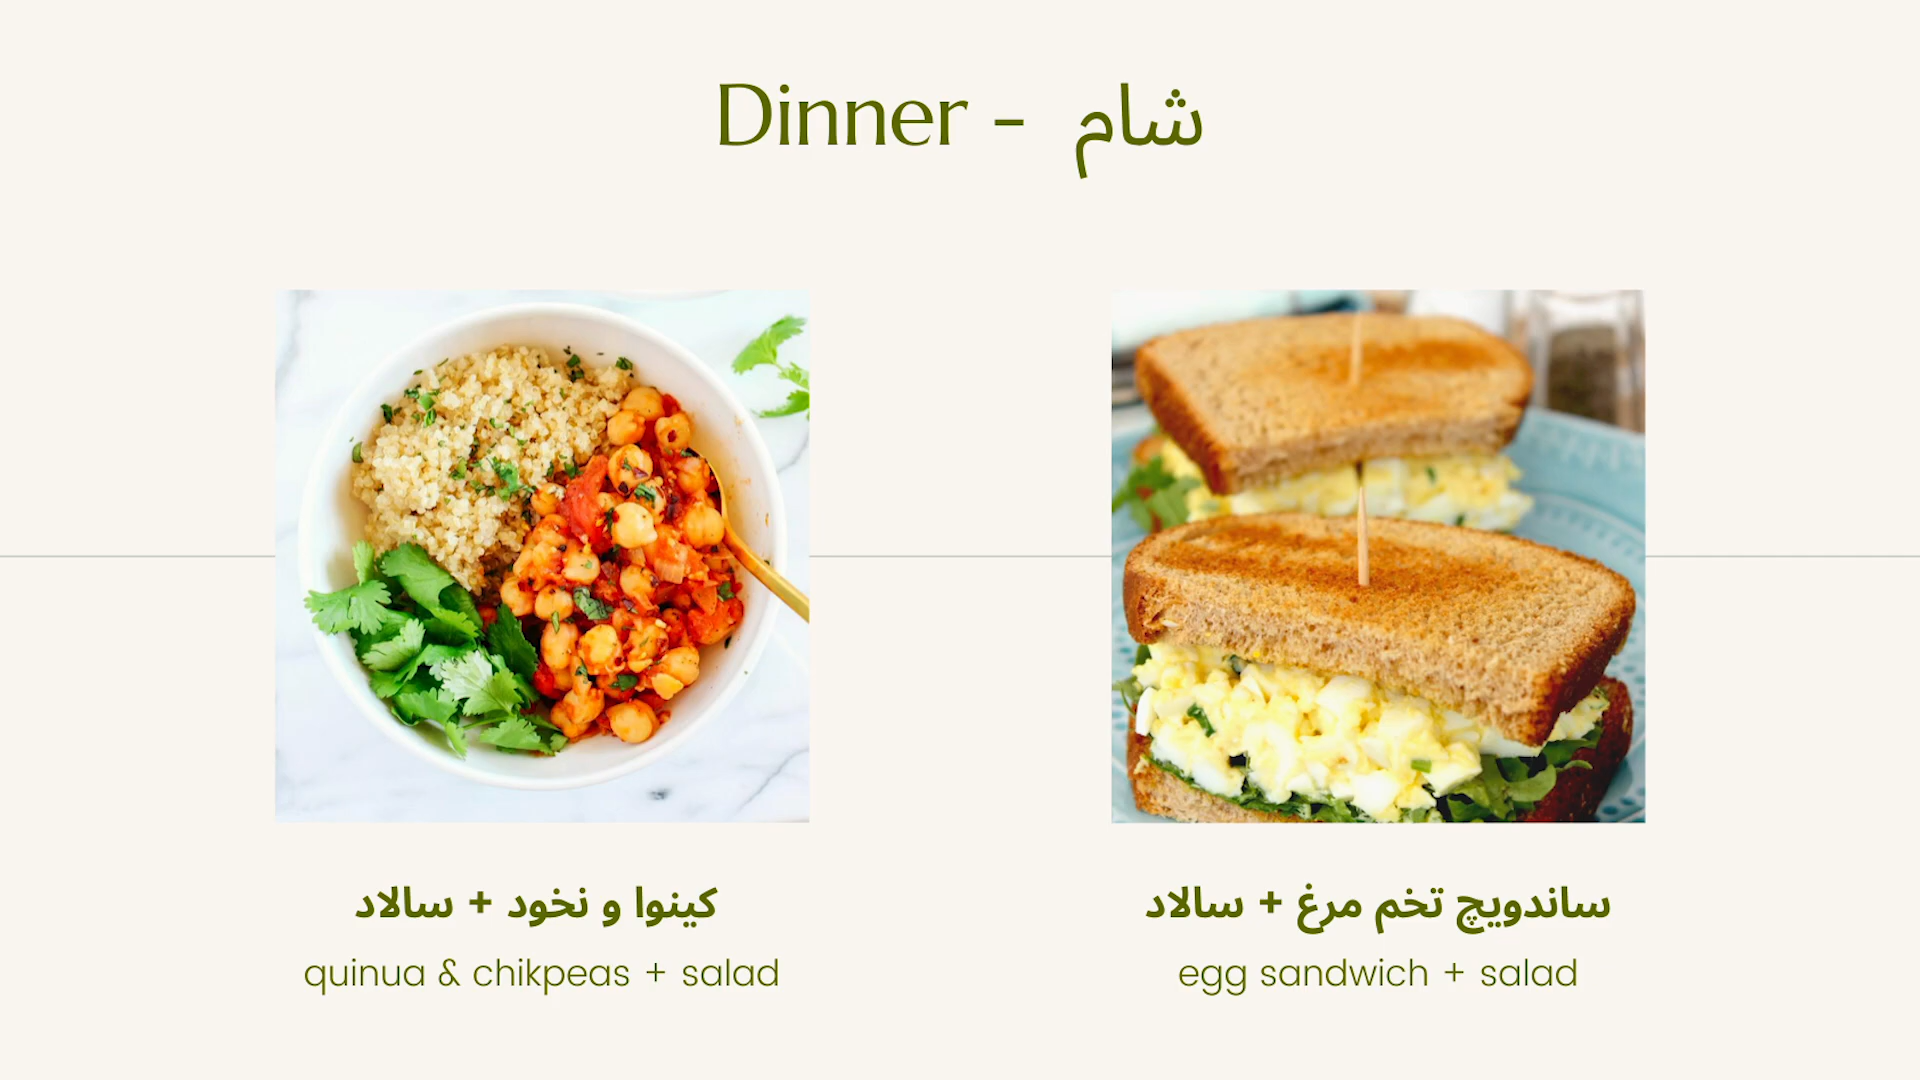 Dinner - شام
کینوا و نخود + سالاد
quinua & chikpeas + salad
ساندویچ تخم مرغ + سالاد
egg sandwich + salad